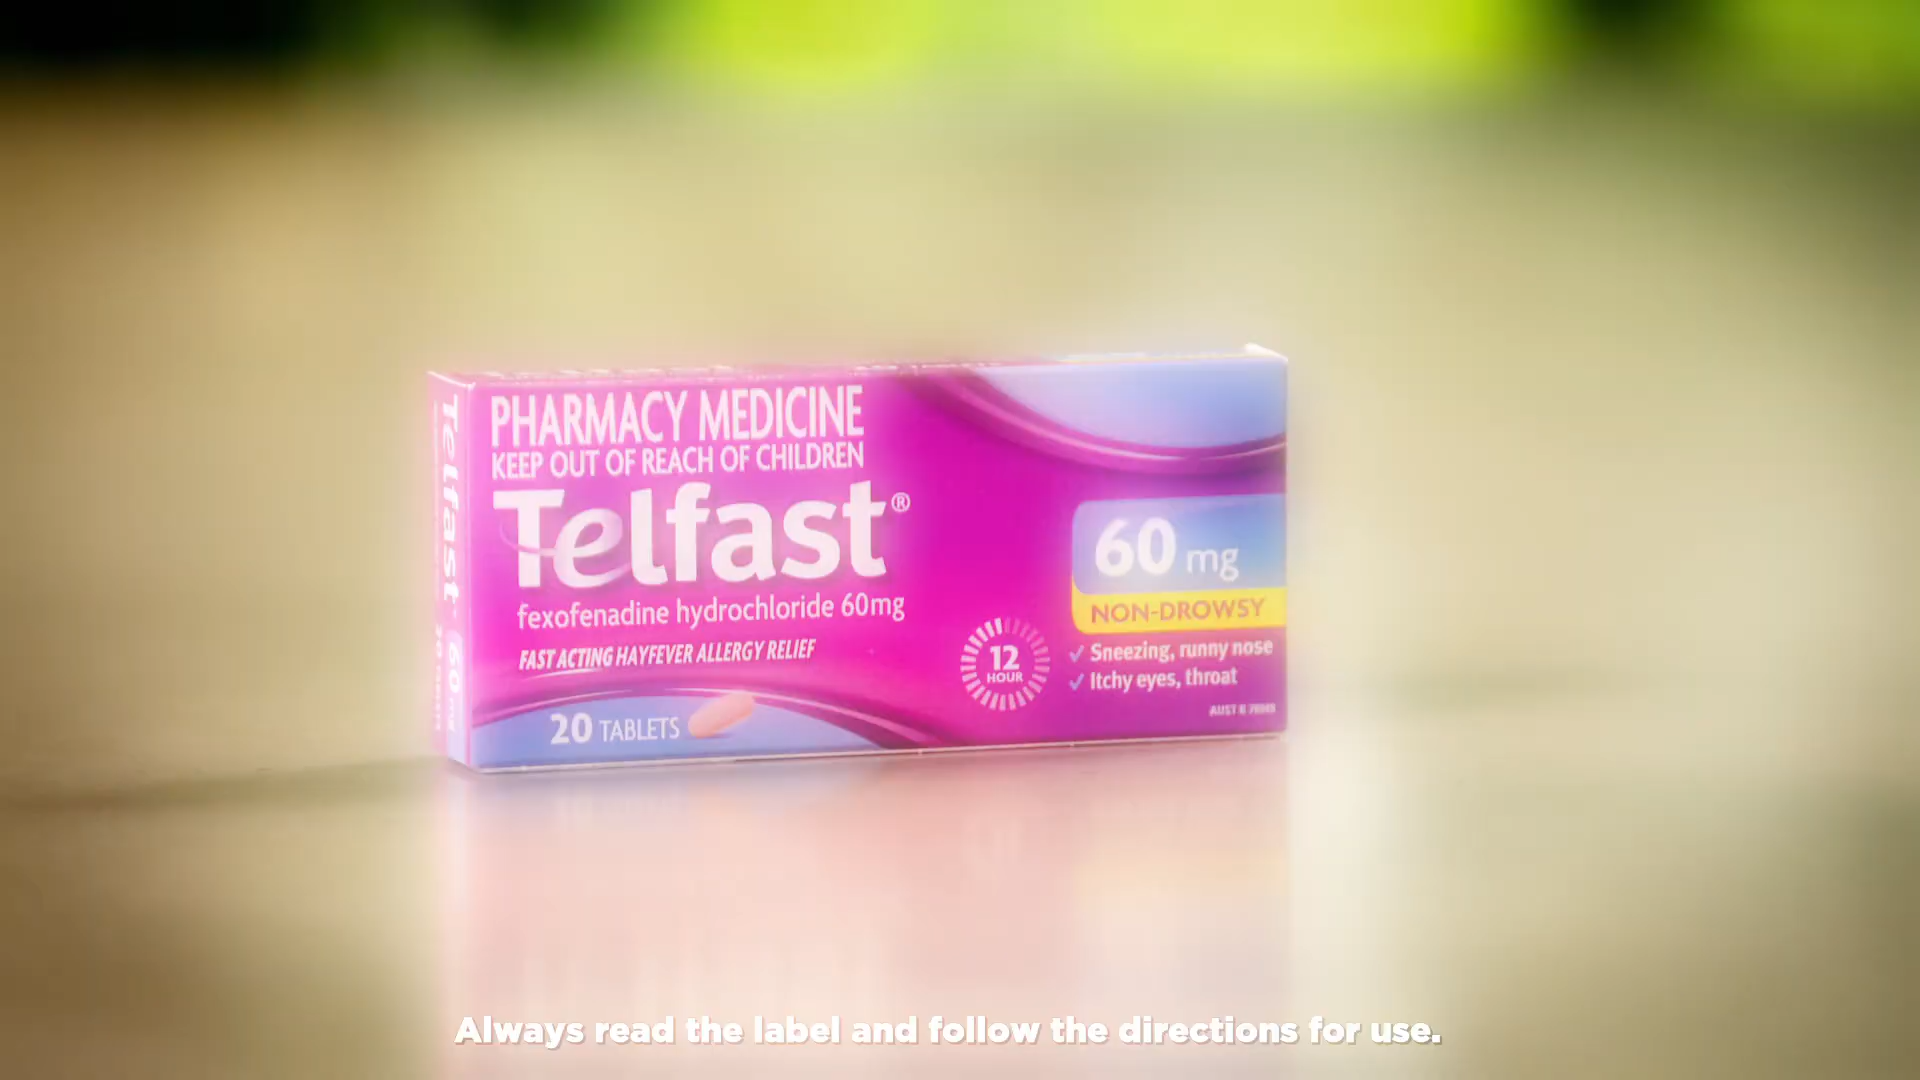 PHARMACY MEDICINE
KEEP OUT OF REACH OF CHILDREN
Telfast®
fexofenadine hydrochloride 60mg
FAST ACTING HAYFEVER ALLERGY RELIEF
20 TABLETS
12
HOUR
60 mg
NON-DROWSY
✓ Sneezing, runny nose
✓ Itchy eyes, throat
AUST R
Telfast
60 mg
Always read the label and follow the directions for use.